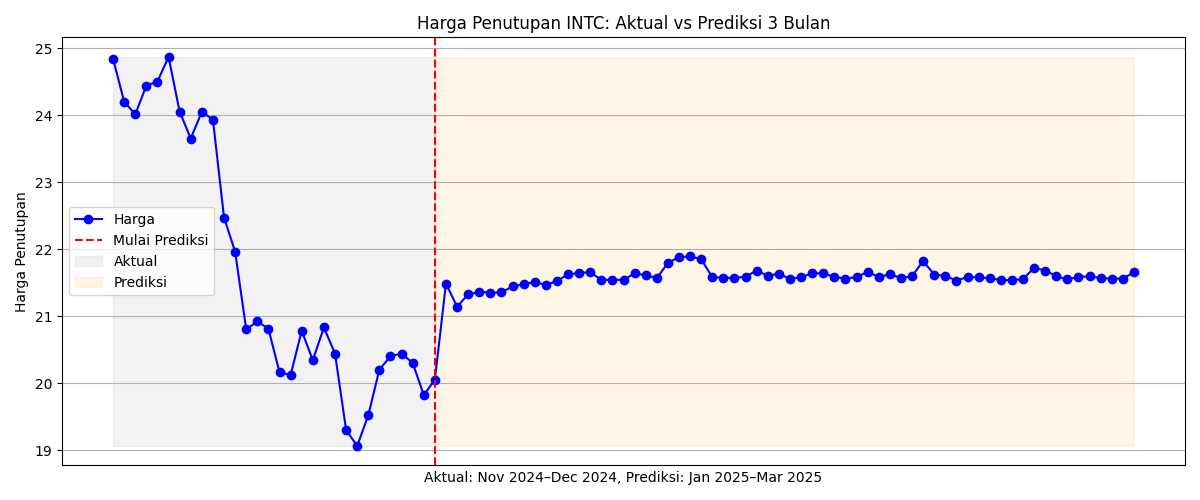 Harga Penutupan INTC: Aktual vs Prediksi 3 Bulan
Harga Penutupan
25
24
23
22
21
20
19
Harga
Mulai Prediksi
Aktual
Prediksi
Aktual: Nov 2024–Dec 2024, Prediksi: Jan 2025–Mar 2025